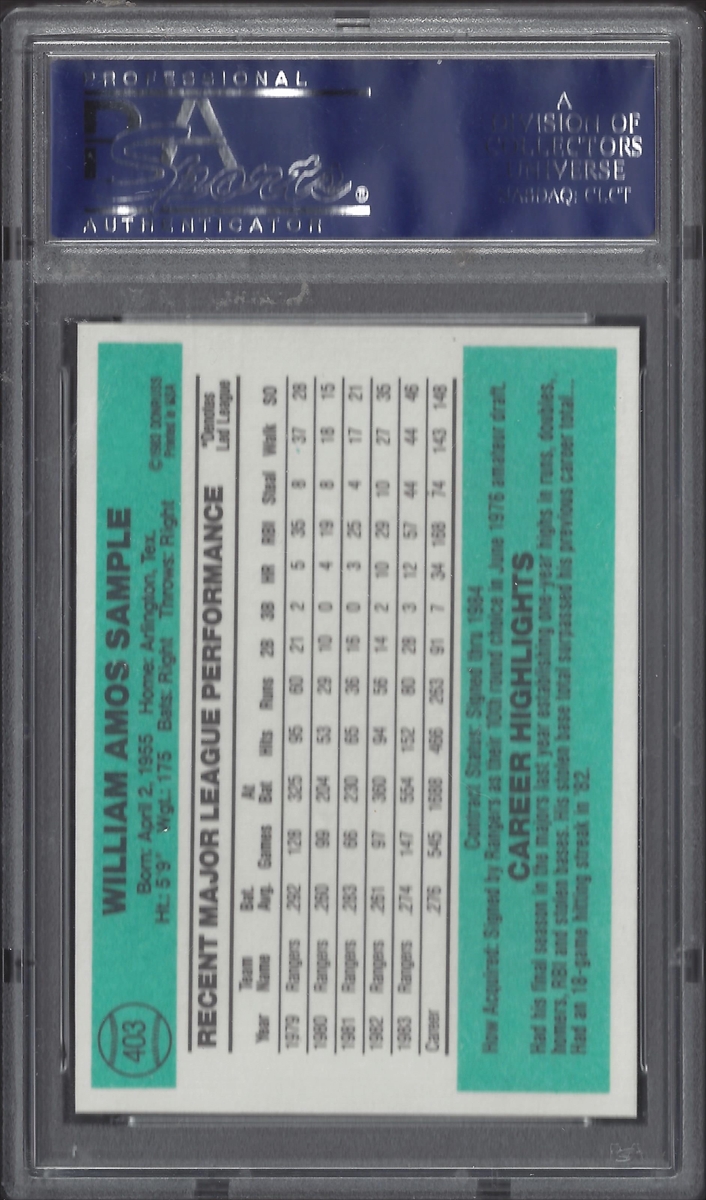 PROFESSIONAL
PSA
Sports®
AUTHENTICATOR
A
DIVISION OF
COLLECTORS
UNIVERSE
NASDAQ: CLCT
403
WILLIAM AMOS SAMPLE
Born: April 2, 1955 Home: Arlington, Tex.
Ht.: 5'9" Wgt.: 175 Bats: Right Throws: Right
©1983 DONRUSS
Printed in USA
RECENT MAJOR LEAGUE PERFORMANCE
*Denotes
Led League
Year Team Name Bat. Avg. Games At Bat Hits Runs 2B 3B HR RBI Steal Walk SO
1979 Rangers .292 128 325 95 60 21 2 5 35 8 37 28
1980 Rangers .260 99 204 53 29 10 0 4 19 8 18 15
1981 Rangers .283 66 230 65 36 16 0 3 25 4 17 21
1982 Rangers .261 97 360 94 56 14 2 10 29 10 27 35
1983 Rangers .274 147 554 152 80 28 3 12 57 44 44 46
Career .276 545 1688 466 263 91 7 34 168 74 143 148
Contract Status: Signed thru 1984
How Acquired: Signed by Rangers as their 10th round choice in June 1976 amateur draft.
CAREER HIGHLIGHTS
Had his final season in the majors last year establishing one-year highs in runs, doubles,
homers, RBI and stolen bases. His stolen base total surpassed his previous career total...
Had an 18-game hitting streak in '82.